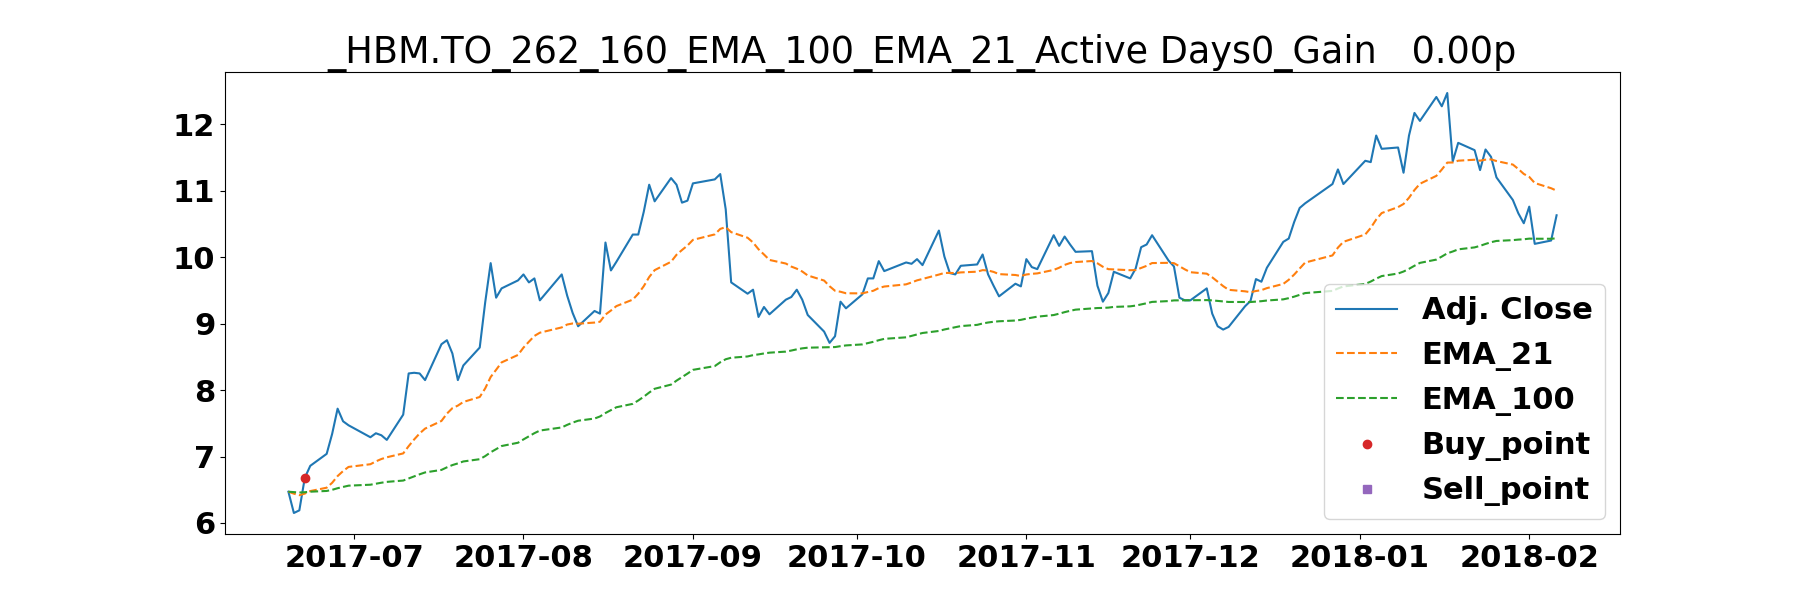 _HBM.TO_262_160_EMA_100_EMA_21_Active Days0_Gain   0.00p
12
11
10
9
8
7
6
Adj. Close
EMA_21
EMA_100
Buy_point
Sell_point
2017-07 2017-08 2017-09 2017-10 2017-11 2017-12 2018-01 2018-02